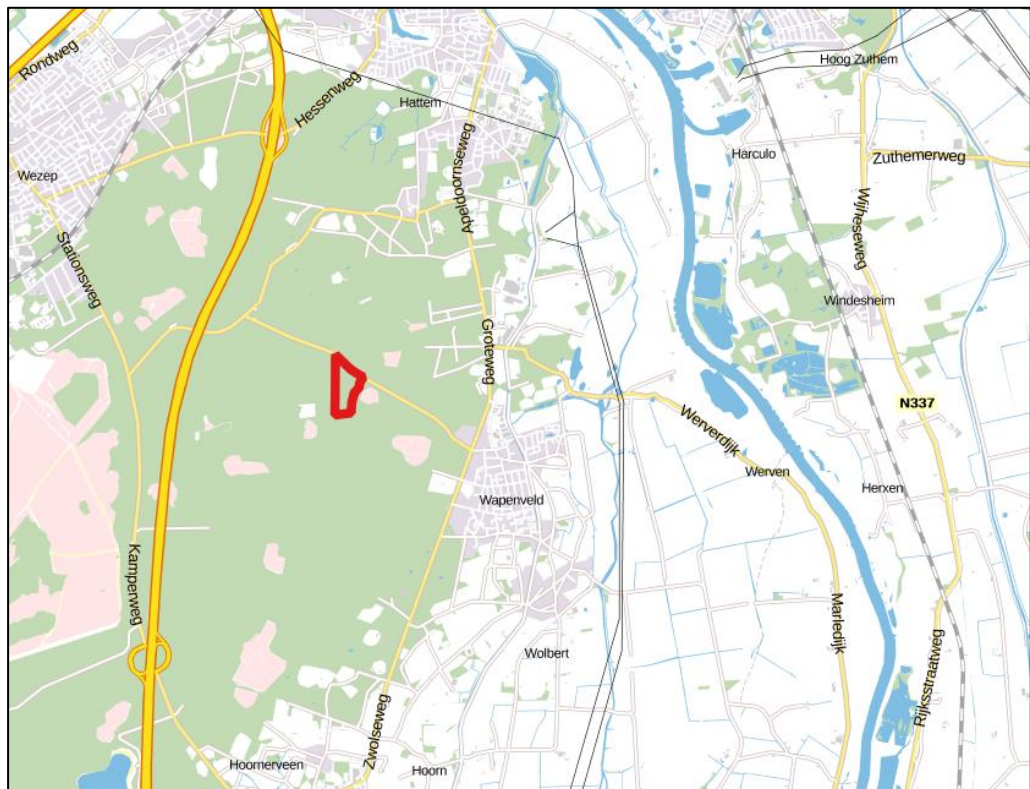 Rondweg
Hoog Zuthem
Hessenweg
Hattem
Harculo
Zuthemerweg
Wezep
Apeldoornseweg
Wijheseweg
Stationsweg
Windesheim
Groteweg
N337
Werverdijk
Werven
Herxen
Wapenveld
Kamperweg
Marledijk
Wolbert
Rijksstraatweg
Zwolseweg
Hoornerveen
Hoorn